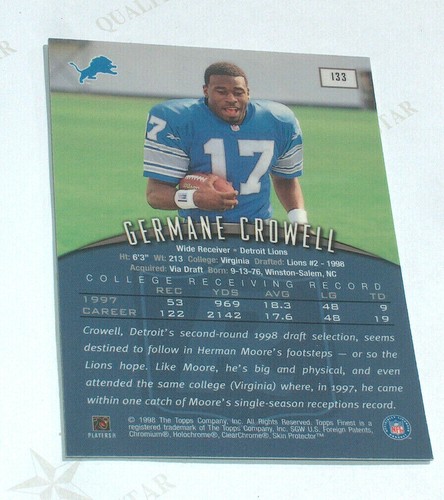 133
17
GERMANE CROWELL
Wide Receiver - Detroit Lions
Ht: 6'3" Wt: 213 College: Virginia Drafted: Lions #2 - 1998
Acquired: Via Draft Born: 9-13-76, Winston-Salem, NC
COLLEGE RECEIVING RECORD
REC YDS AVG LG TD
1997 53 969 18.3 48 9
CAREER 122 2142 17.6 48 19
Crowell, Detroit's second-round 1998 draft selection, seems
destined to follow in Herman Moore's footsteps — or so the
Lions hope. Like Moore, he's big and physical, and even
attended the same college (Virginia) where, in 1997, he came
within one catch of Moore's single-season receptions record.
© 1998 The Topps Company, Inc. All Rights Reserved. Topps Finest is a
registered trademark of The Topps Company, Inc. SGW U.S. Foreign Patents,
Chromium®, Holochrome®, ClearChrome®, Skin Protector™
PLAYERS
NFL